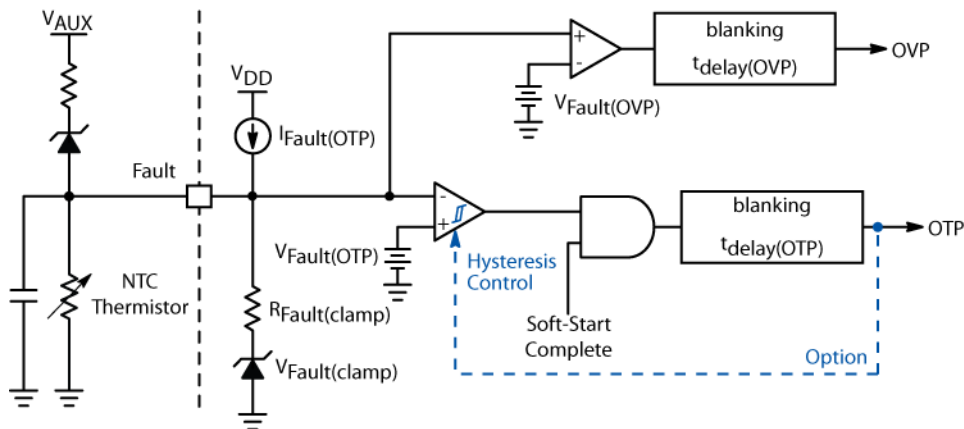 VAUX
NTC
Thermistor
Fault
VDD
IFault(OTP)
+
-
VFault(OVP)
blanking
tdelay(OVP)
OVP
-
+
VFault(OTP)
Hysteresis
Control
RFault(clamp)
VFault(clamp)
Soft-Start
Complete
blanking
tdelay(OTP)
OTP
Option